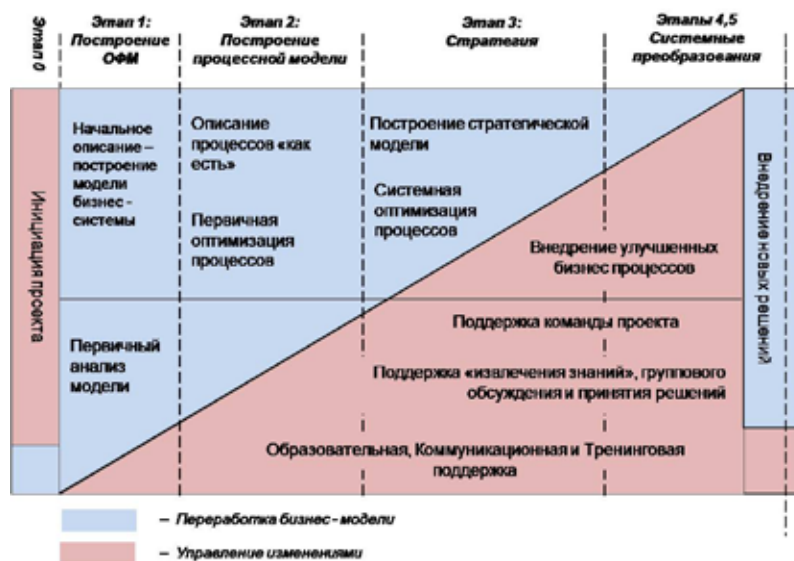 Этап 0
Этап 1:
Построение
ОФМ
Этап 2:
Построение
процессной модели
Этап 3:
Стратегия
Этапы 4,5
Системные
преобразования
Инициация проекта
Начальное
описание –
построение
модели
бизнес -
системы
Описание
процессов «как
есть»
Первичная
оптимизация
процессов
Построение стратегической
модели
Системная
оптимизация
процессов
Внедрение улучшенных
бизнес процессов
Внедрение новых решений
Первичный
анализ
модели
Поддержка команды проекта
Поддержка «извлечения знаний», группового
обсуждения и принятия решений
Образовательная, Коммуникационная и Тренинговая
поддержка
– Переработка бизнес - модели
– Управление изменениями